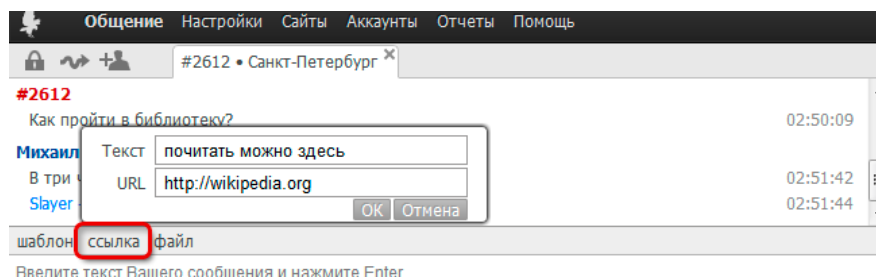 Общение Настройки Сайты Аккаунты Отчеты Помощь
#2612 • Санкт-Петербург
#2612
Как пройти в библиотеку? 02:50:09
Михаил
Текст почитать можно здесь
В три 02:51:42
URL http://wikipedia.org
Slayer 02:51:44
ОК Отмена
шаблон ссылка файл
Введите текст Вашего сообщения и нажмите Enter